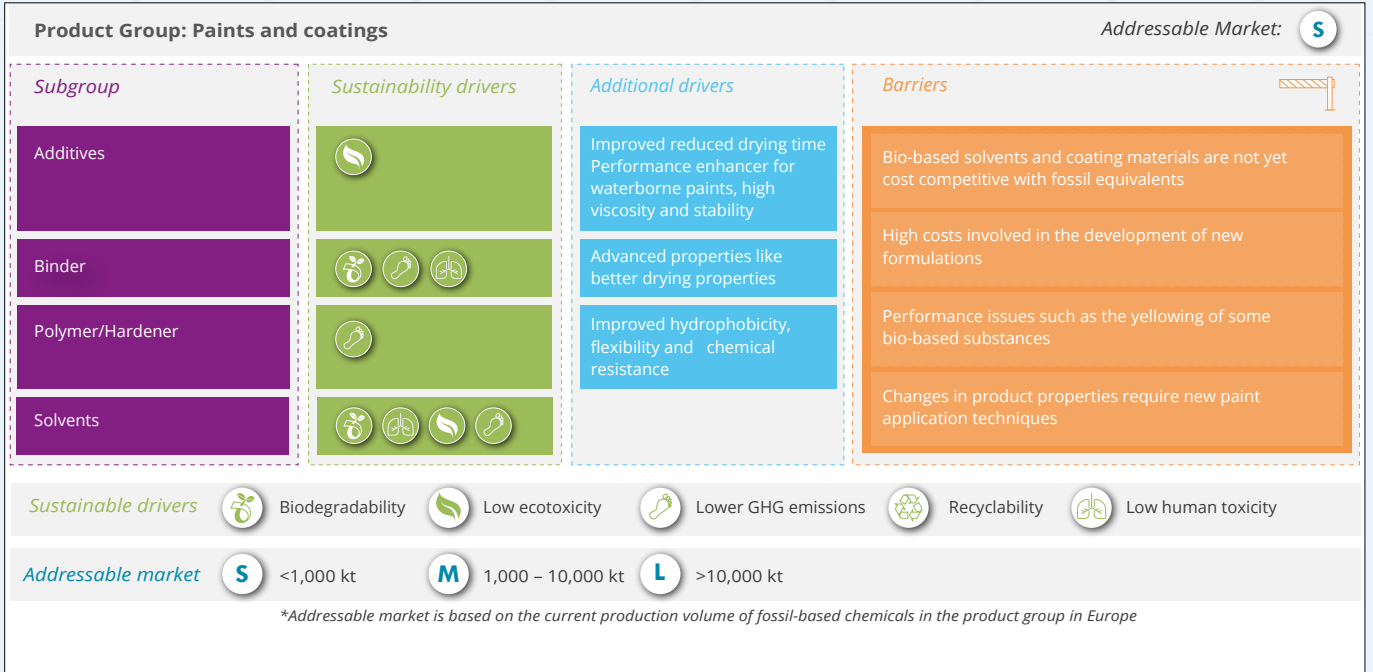 Product Group: Paints and coatings
Addressable Market: S
Subgroup
Sustainability drivers
Additional drivers
Barriers
Additives
Improved reduced drying time
Performance enhancer for
waterborne paints, high
viscosity and stability
Binder
Advanced properties like
better drying properties
Polymer/Hardener
Improved hydrophobicity,
flexibility and chemical
resistance
Solvents
Bio-based solvents and coating materials are not yet
cost competitive with fossil equivalents
High costs involved in the development of new
formulations
Performance issues such as the yellowing of some
bio-based substances
Changes in product properties require new paint
application techniques
Sustainable drivers Biodegradability Low ecotoxicity Lower GHG emissions Recyclability Low human toxicity
Addressable market S <1,000 kt M 1,000 – 10,000 kt L >10,000 kt
*Addressable market is based on the current production volume of fossil-based chemicals in the product group in Europe